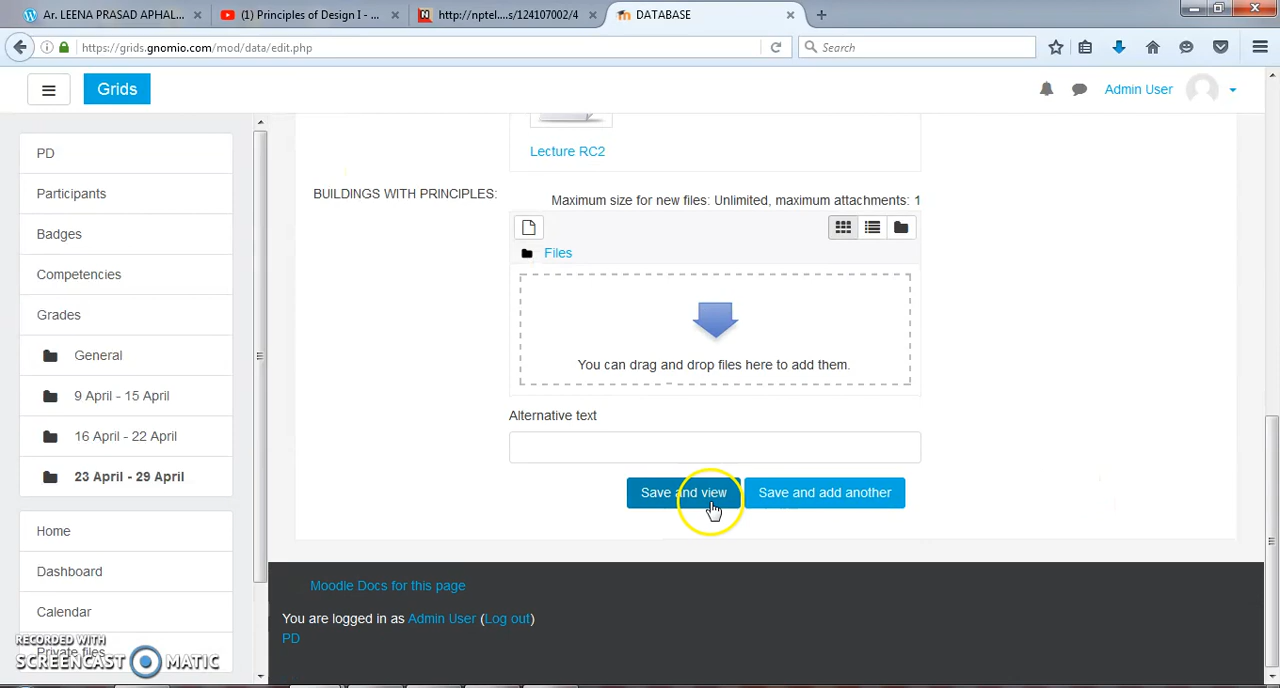 Ar. LEENA PRASAD APHAL...
(1) Principles of Design I - ...
http://nptel....s/124107002/4
DATABASE
https://grids.gnomio.com/mod/data/edit.php
Search
Grids
Admin User
PD
Participants
Badges
Competencies
Grades
General
9 April - 15 April
16 April - 22 April
23 April - 29 April
Home
Dashboard
Calendar
Private files
Lecture RC2
BUILDINGS WITH PRINCIPLES:
Maximum size for new files: Unlimited, maximum attachments: 1
Files
You can drag and drop files here to add them.
Alternative text
Save and view
Save and add another
Moodle Docs for this page
You are logged in as Admin User (Log out)
PD
RECORDED WITH
SCREENCAST MATIC